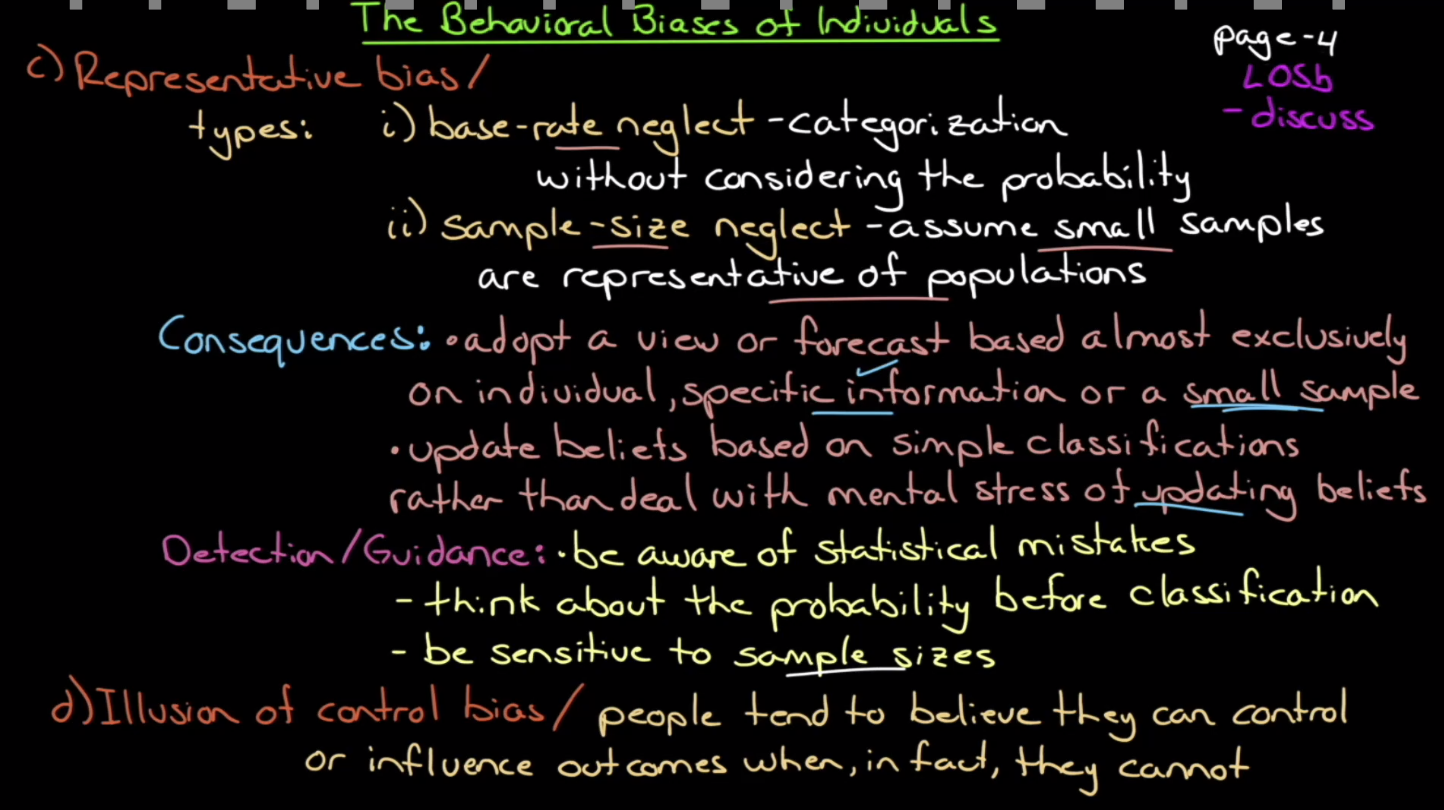 The Behavioral Biases of Individuals
page-4
LOSb
- discuss
c) Representative bias/
types: i) base-rate neglect - categorization
without considering the probability
ii) sample-size neglect - assume small samples
are representative of populations
Consequences: • adopt a view or forecast based almost exclusively
on individual, specific information or a small sample
• update beliefs based on simple classifications
rather than deal with mental stress of updating beliefs
Detection/Guidance: • be aware of statistical mistakes
- think about the probability before classification
- be sensitive to sample sizes
d) Illusion of control bias/ people tend to believe they can control
or influence outcomes when, in fact, they cannot